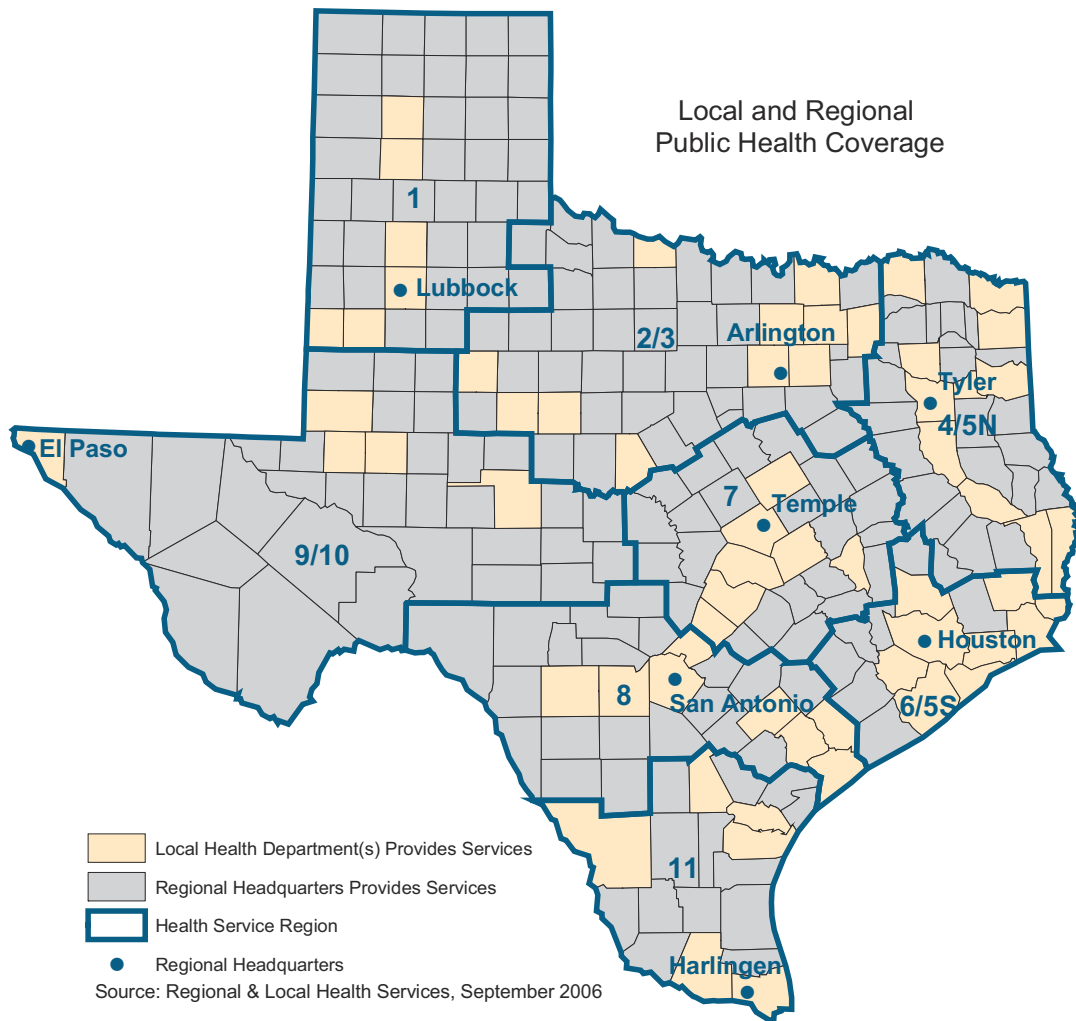 Local and Regional
Public Health Coverage
1
Lubbock
2/3
Arlington
Tyler
4/5N
El Paso
7
Temple
9/10
Houston
8
San Antonio
6/5S
11
Harlingen
Local Health Department(s) Provides Services
Regional Headquarters Provides Services
Health Service Region
Regional Headquarters
Source: Regional & Local Health Services, September 2006